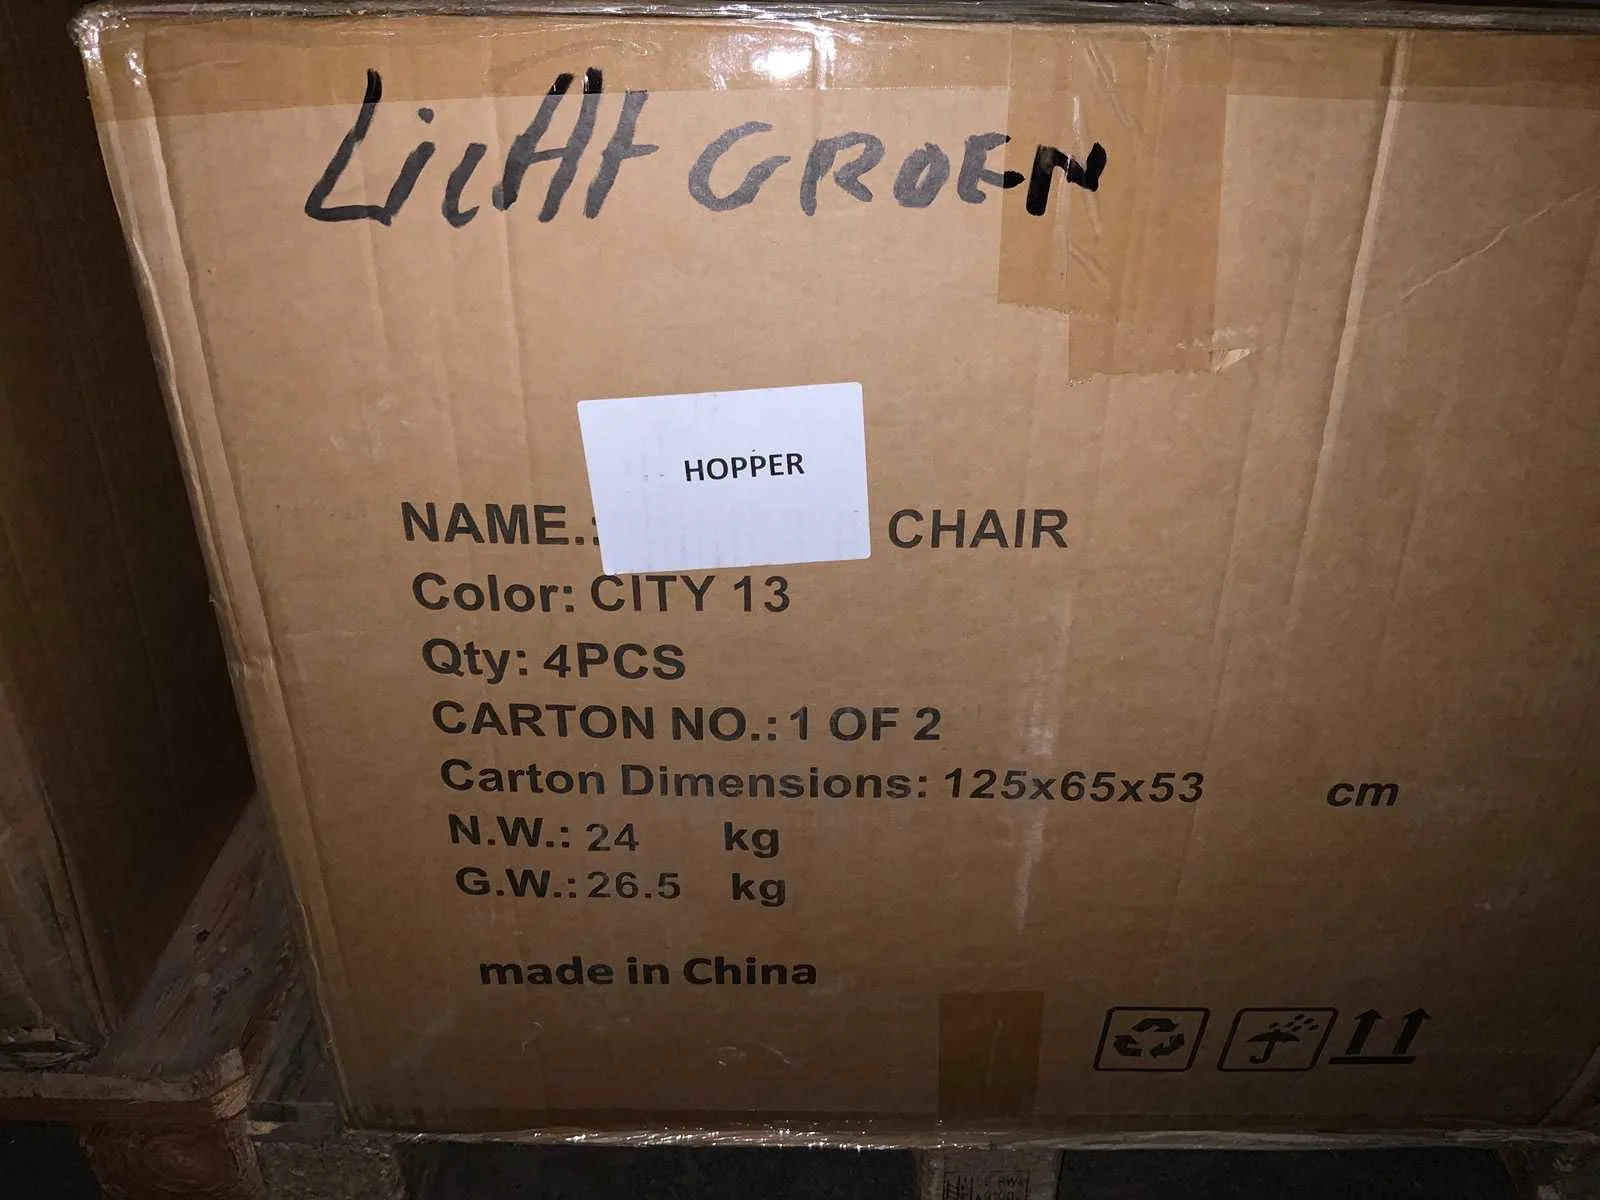 LicHt GROEN
HOPPER
NAME.: CHAIR
Color: CITY 13
Qty: 4PCS
CARTON NO.: 1 OF 2
Carton Dimensions: 125x65x53 cm
N.W.: 24 kg
G.W.: 26.5 kg
made in China